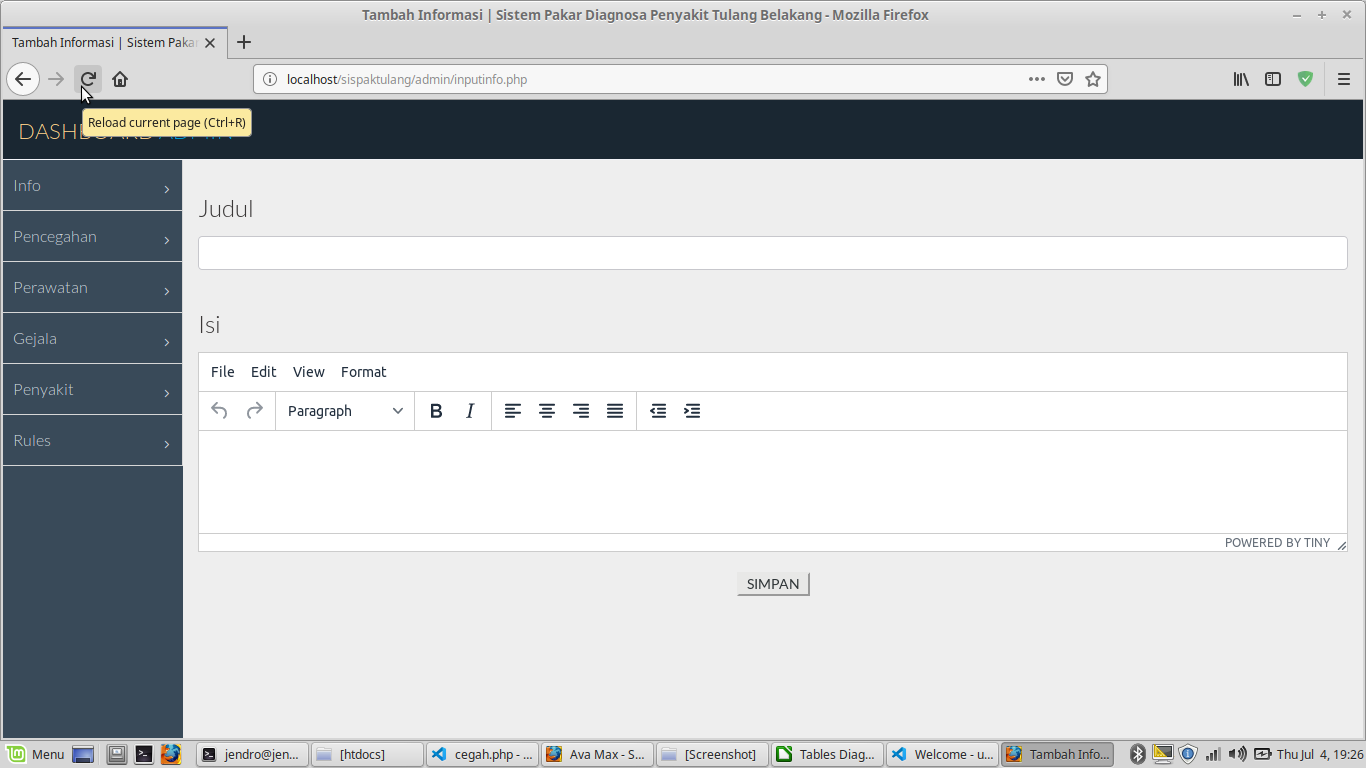 Tambah Informasi | Sistem Pakar Diagnosa Penyakit Tulang Belakang - Mozilla Firefox
Tambah Informasi | Sistem Paka
localhost/sispaktulang/admin/inputinfo.php
Reload current page (Ctrl+R)
Info
Pencegahan
Perawatan
Gejala
Penyakit
Rules
Judul
Isi
File Edit View Format
Paragraph B I
POWERED BY TINY
SIMPAN
Menu jendro@jen... [htdocs] cegah.php - ... Ava Max - S... [Screenshot] Tables Diag... Welcome - u... Tambah Info... Thu Jul 4, 19:26